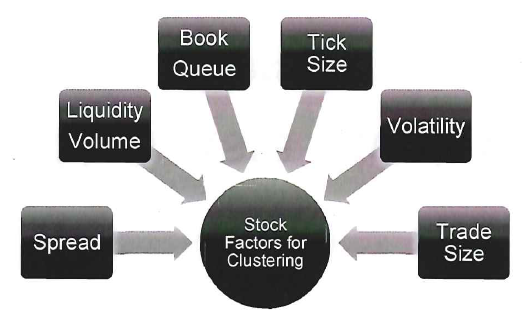 Book
Queue
Tick
Size
Liquidity
Volume
Volatility
Spread
Stock
Factors for
Clustering
Trade
Size